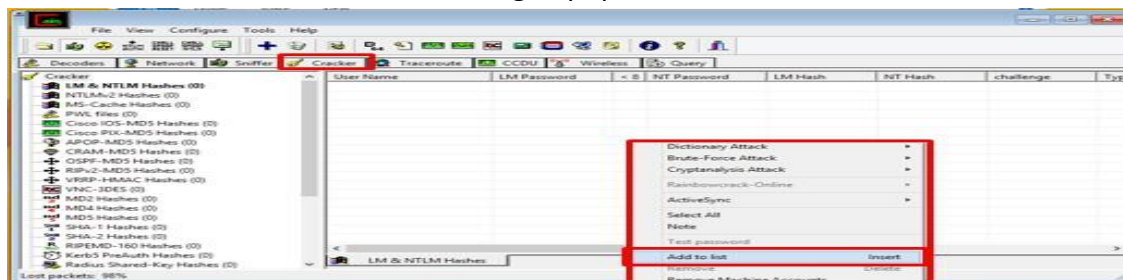 File View Configure Tools Help
Decoders Network Sniffer Cracker Traceroute CCDU Wireless Query
Cracker
LM & NTLM Hashes (0)
NTLMv2 Hashes (0)
MS-Cache Hashes (0)
PWL files (0)
Cisco IOS-MD5 Hashes (0)
Cisco PIX-MD5 Hashes (0)
APOP-MD5 Hashes (0)
CRAM-MD5 Hashes (0)
OSPF-MD5 Hashes (0)
RIPv2-MD5 Hashes (0)
VRRP-HMAC Hashes (0)
VNC-3DES (0)
MD2 Hashes (0)
MD4 Hashes (0)
MD5 Hashes (0)
SHA-1 Hashes (0)
SHA-2 Hashes (0)
RIPEMD-160 Hashes (0)
Kerb5 PreAuth Hashes (0)
Radius Shared-Key Hashes (0)
User Name LM Password < 8 NT Password LM Hash NT Hash challenge Typ
Dictionary Attack
Brute-Force Attack
Cryptanalysis Attack
Rainbowcrack-Online
ActiveSync
Select All
Note
Test password
Add to list Insert
Remove Delete
Remove Machine Accounts
LM & NTLM Hashes
Lost packets: 98%